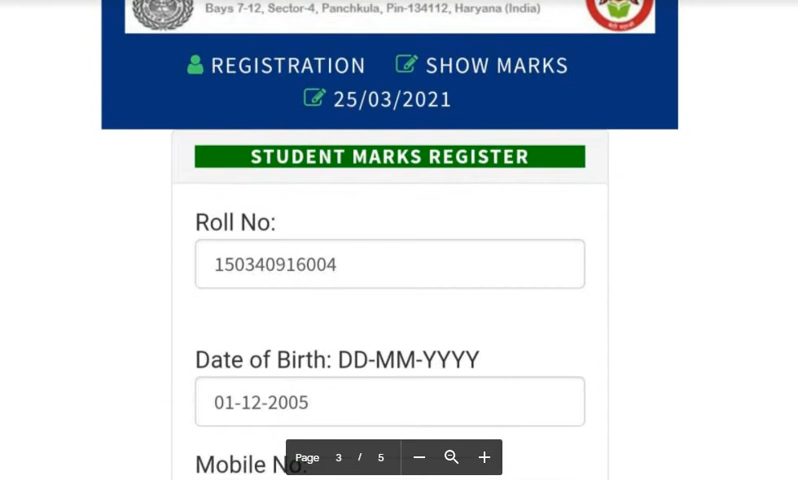 Bays 7-12, Sector-4, Panchkula, Pin-134112, Haryana (India)
REGISTRATION SHOW MARKS
25/03/2021
STUDENT MARKS REGISTER
Roll No:
150340916004
Date of Birth: DD-MM-YYYY
01-12-2005
Mobile No:
Page 3 / 5